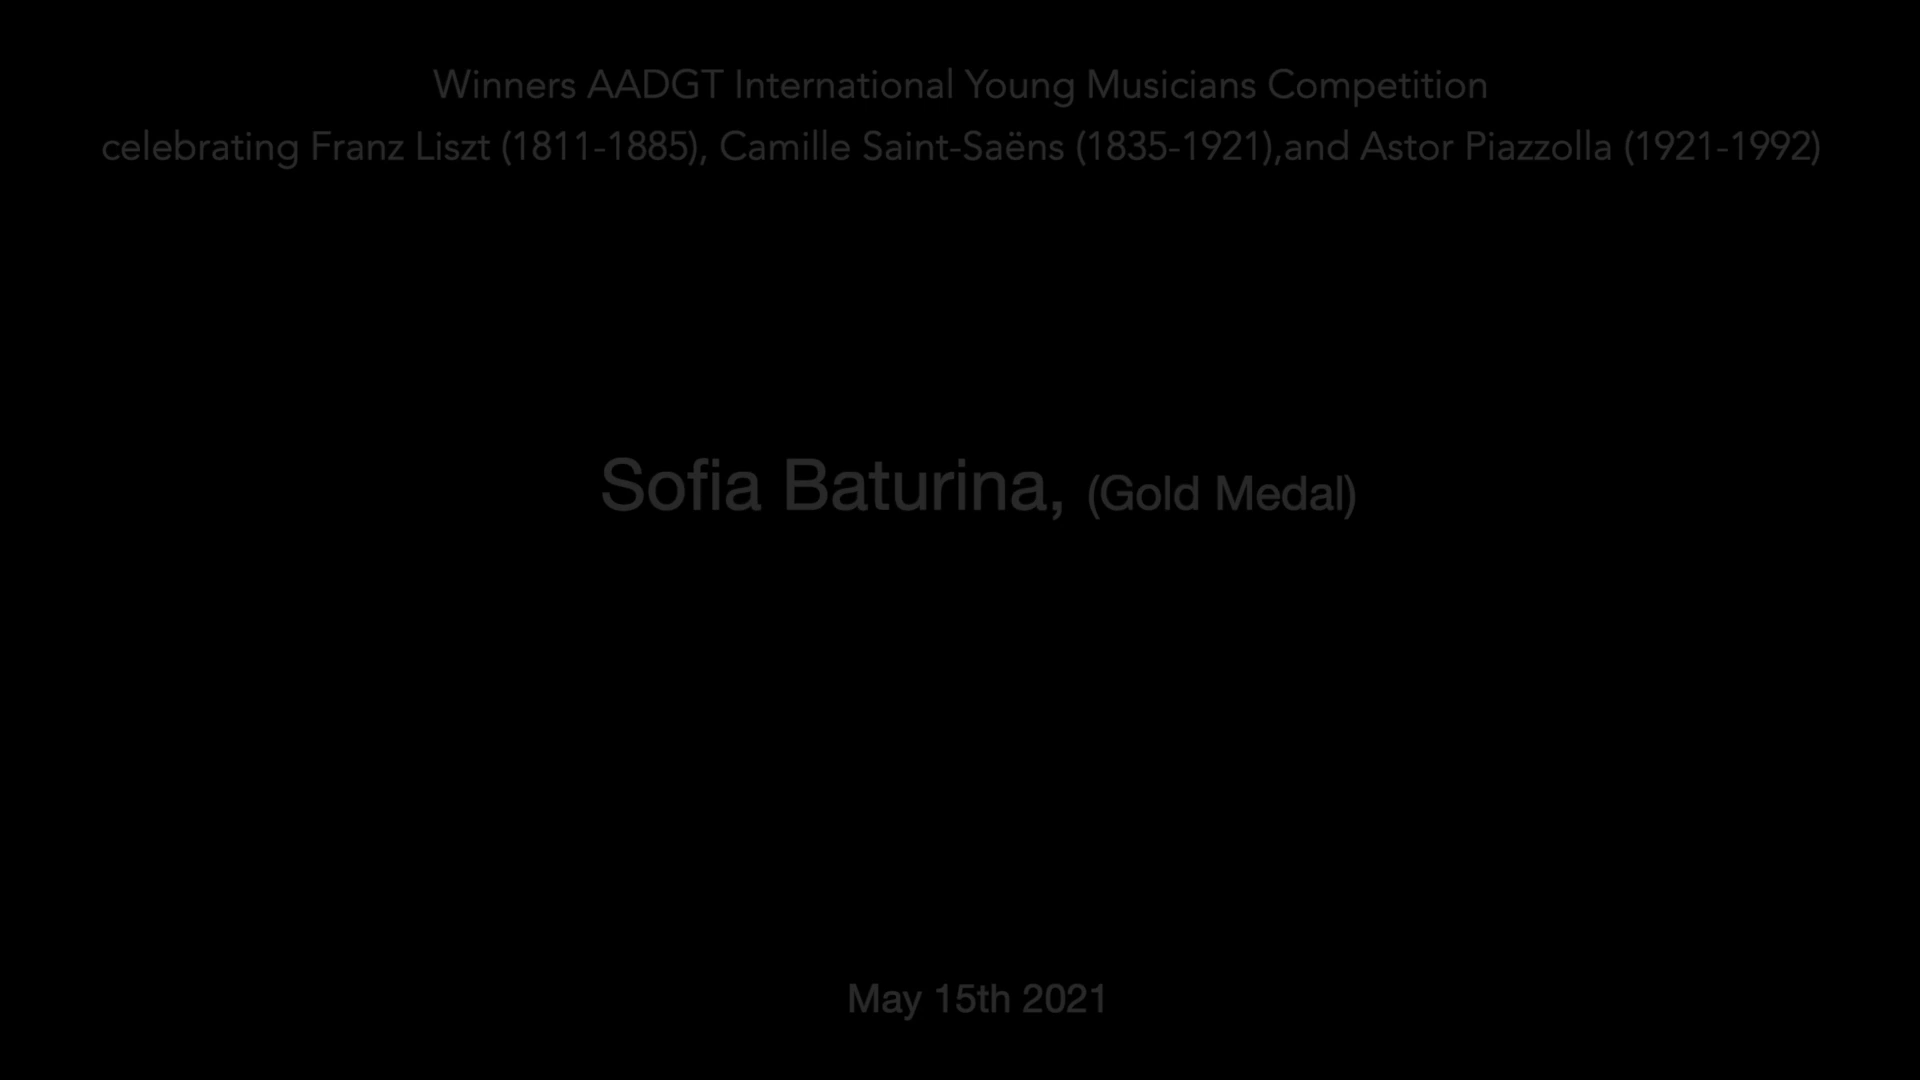 Winners AADGT International Young Musicians Competition
celebrating Franz Liszt (1811-1885), Camille Saint-Saëns (1835-1921),and Astor Piazzolla (1921-1992)
Sofia Baturina, (Gold Medal)
May 15th 2021